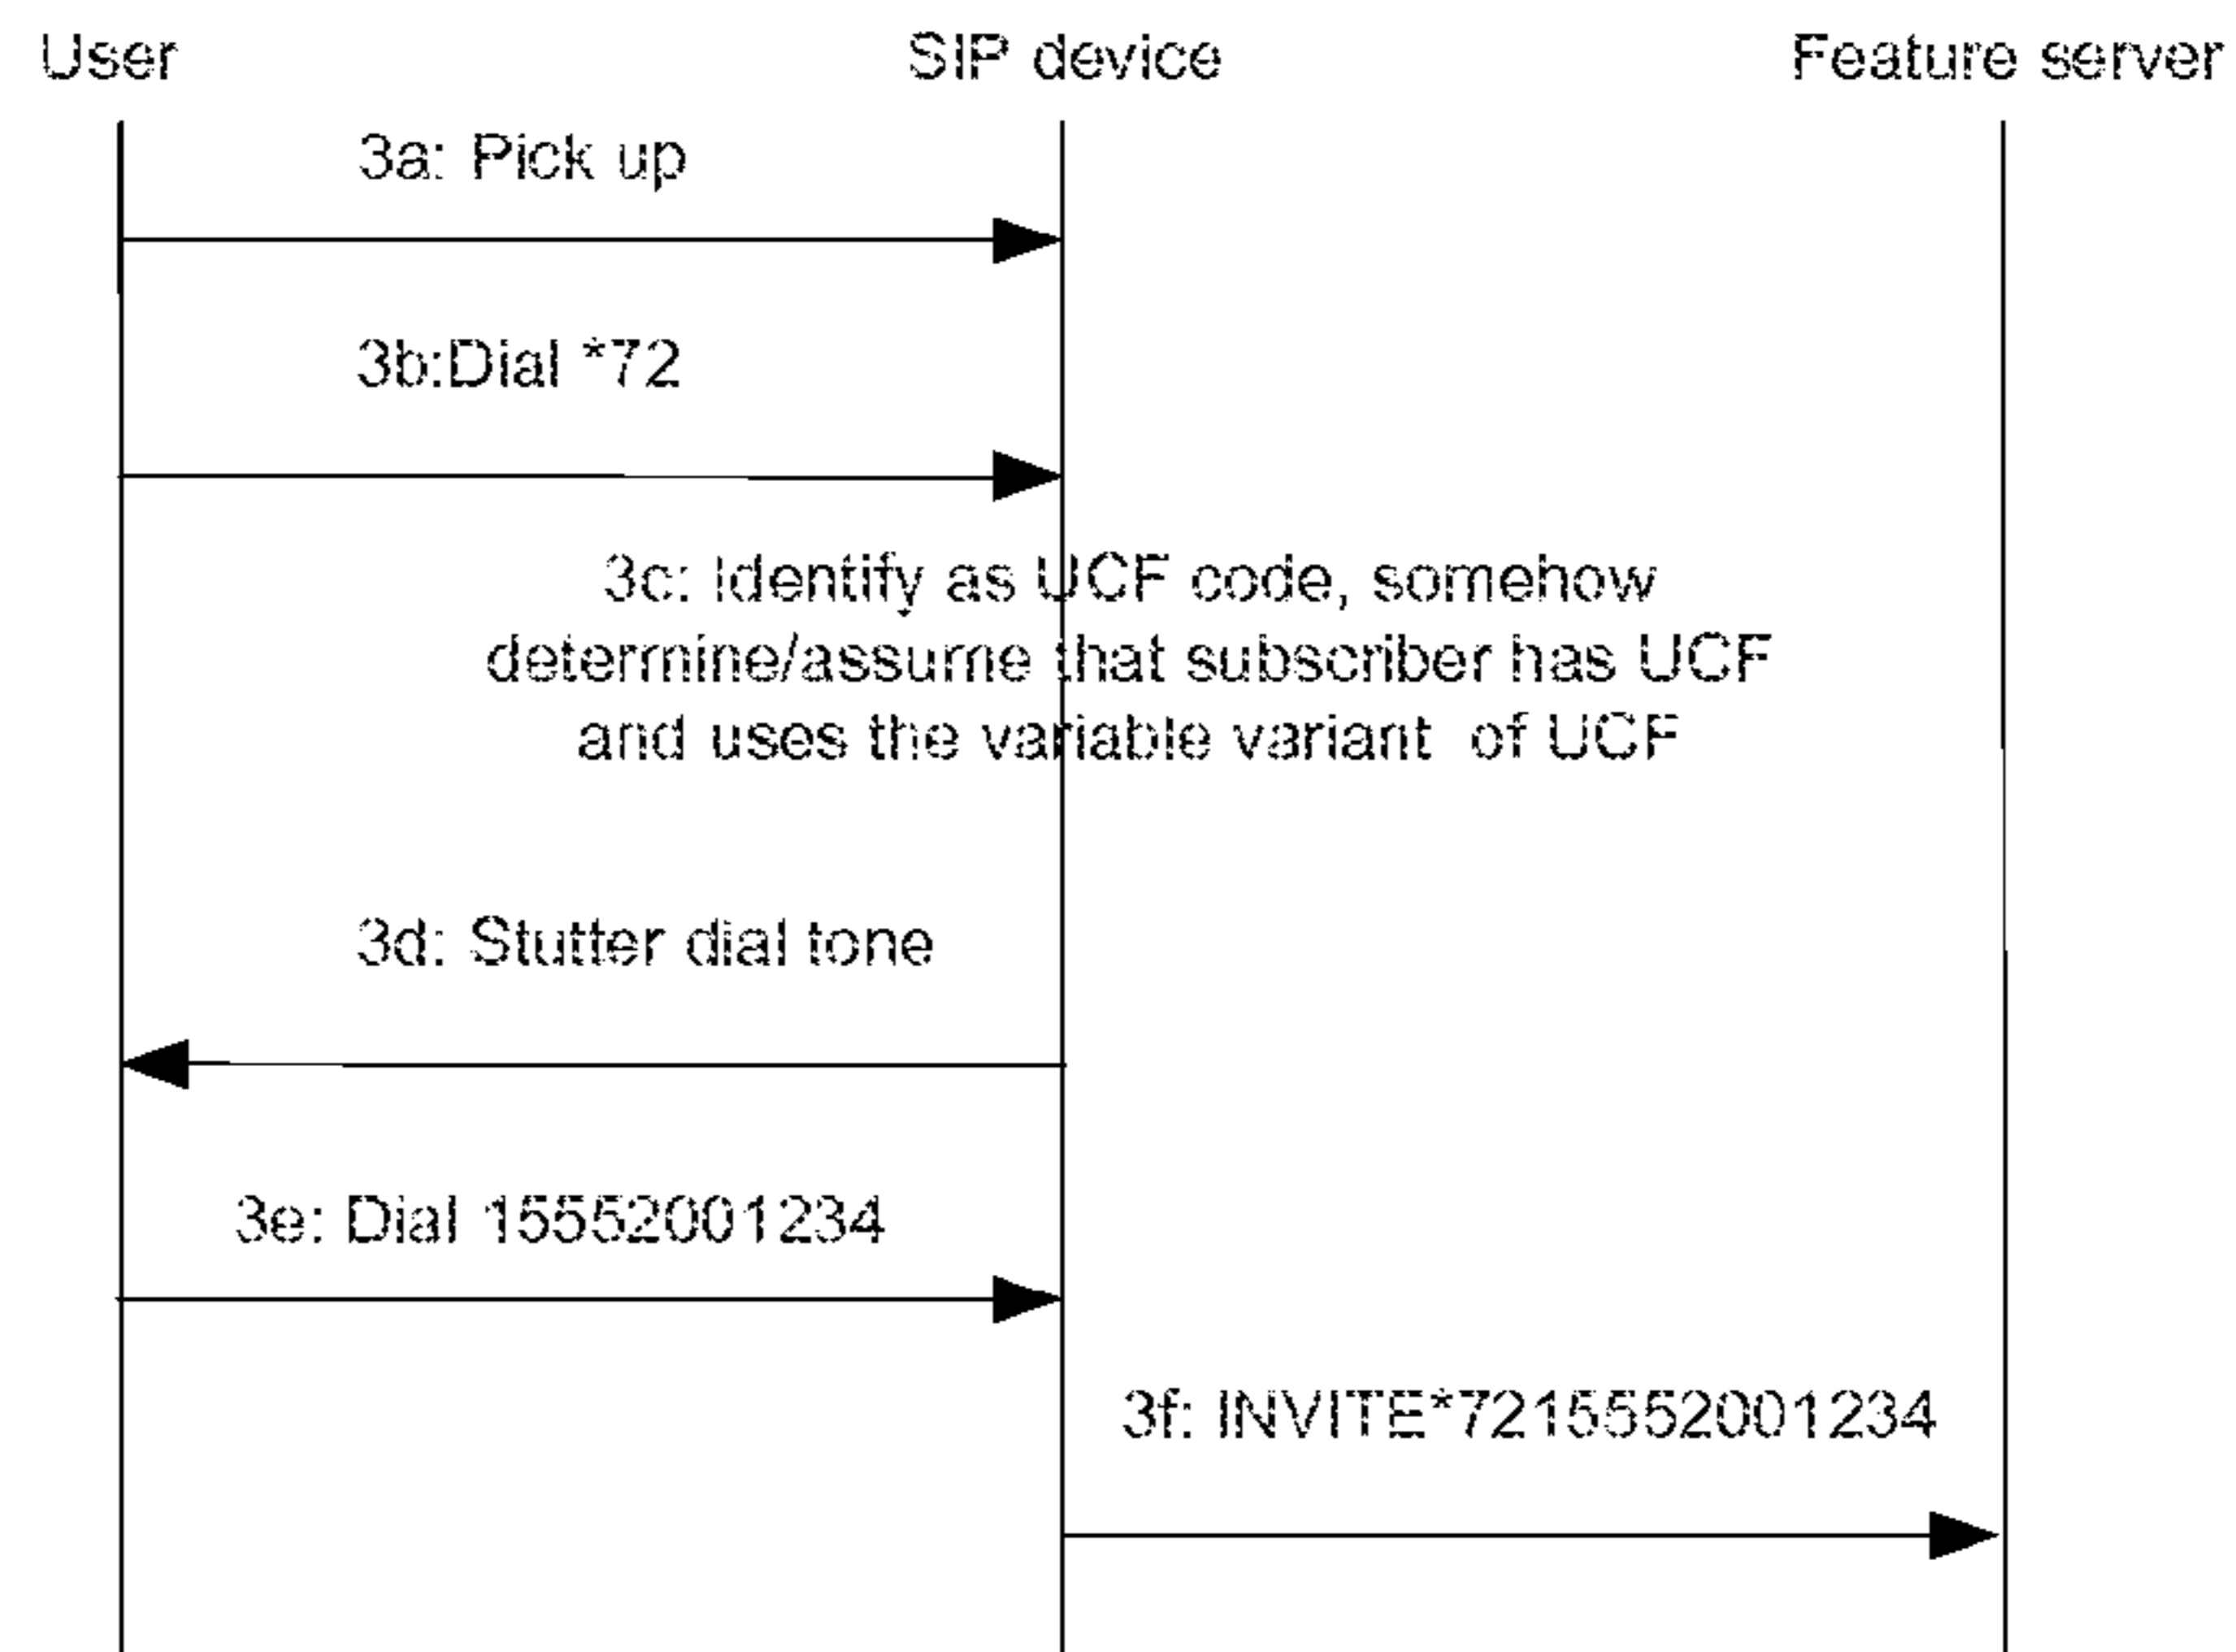 User SIP device Feature server
3a: Pick up
3b:Dial *72
3c: Identify as UCF code, somehow
determine/assume that subscriber has UCF
and uses the variable variant of UCF
3d: Stutter dial tone
3e: Dial 15552001234
3f: INVITE*7215552001234